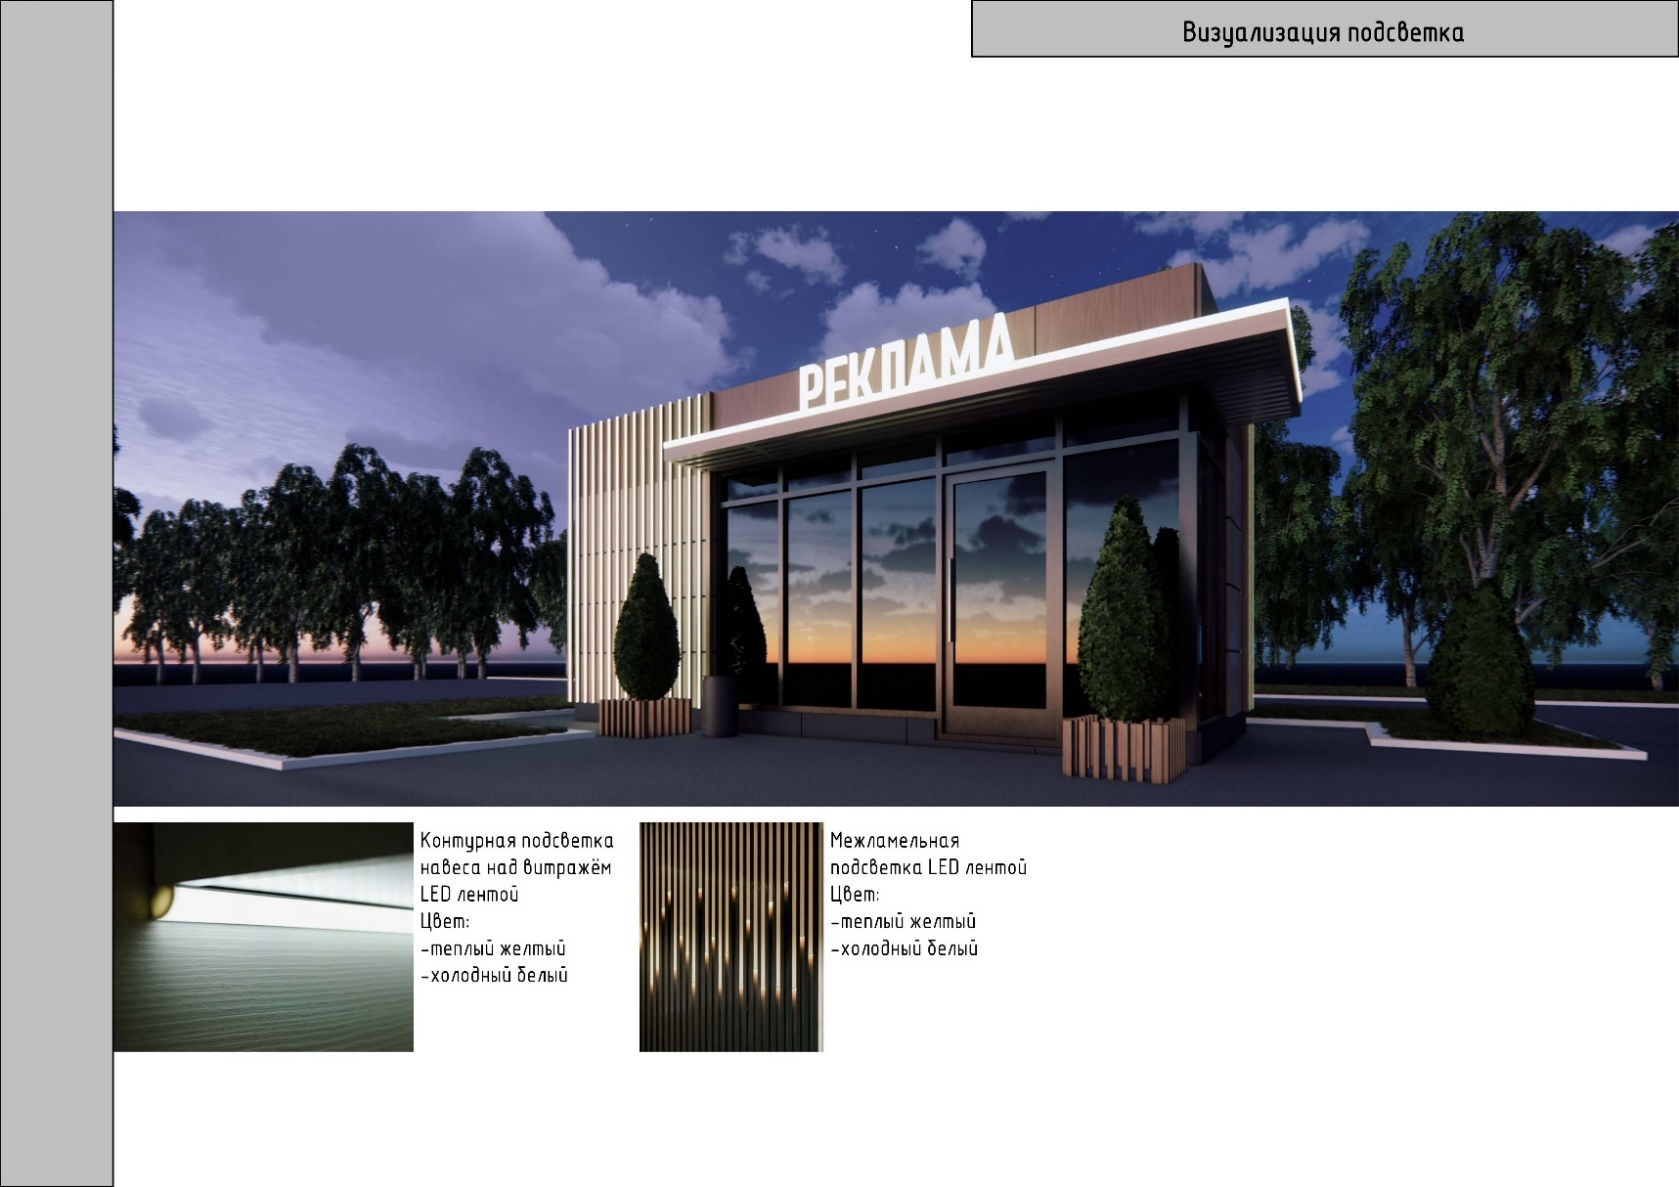 Визуализация подсветка
РЕКЛАМА
Контурная подсветка
навеса над витражём
LED лентой
Цвет:
-теплый желтый
-холодный белый
Межламельная
подсветка LED лентой
Цвет:
-теплый желтый
-холодный белый